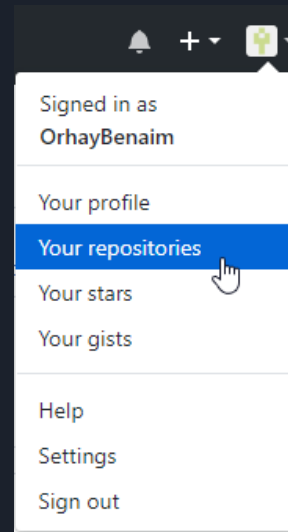 Signed in as
OrhayBenaim
Your profile
Your repositories
Your stars
Your gists
Help
Settings
Sign out